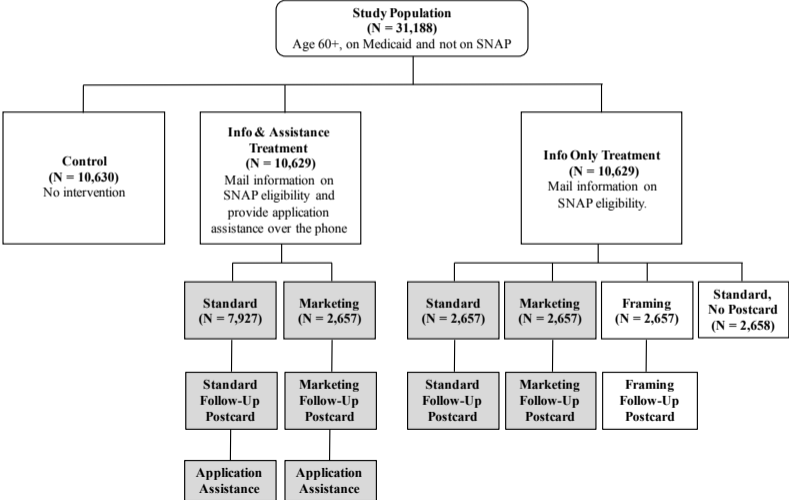 Study Population
(N = 31,188)
Age 60+, on Medicaid and not on SNAP
Control
(N = 10,630)
No intervention
Info & Assistance
Treatment
(N = 10,629)
Mail information on
SNAP eligibility and
provide application
assistance over the phone
Info Only Treatment
(N = 10,629)
Mail information on
SNAP eligibility.
Standard
(N = 7,927)
Marketing
(N = 2,657)
Standard
(N = 2,657)
Marketing
(N = 2,657)
Framing
(N = 2,657)
Standard,
No Postcard
(N = 2,658)
Standard
Follow-Up
Postcard
Marketing
Follow-Up
Postcard
Standard
Follow-Up
Postcard
Marketing
Follow-Up
Postcard
Framing
Follow-Up
Postcard
Application
Assistance
Application
Assistance